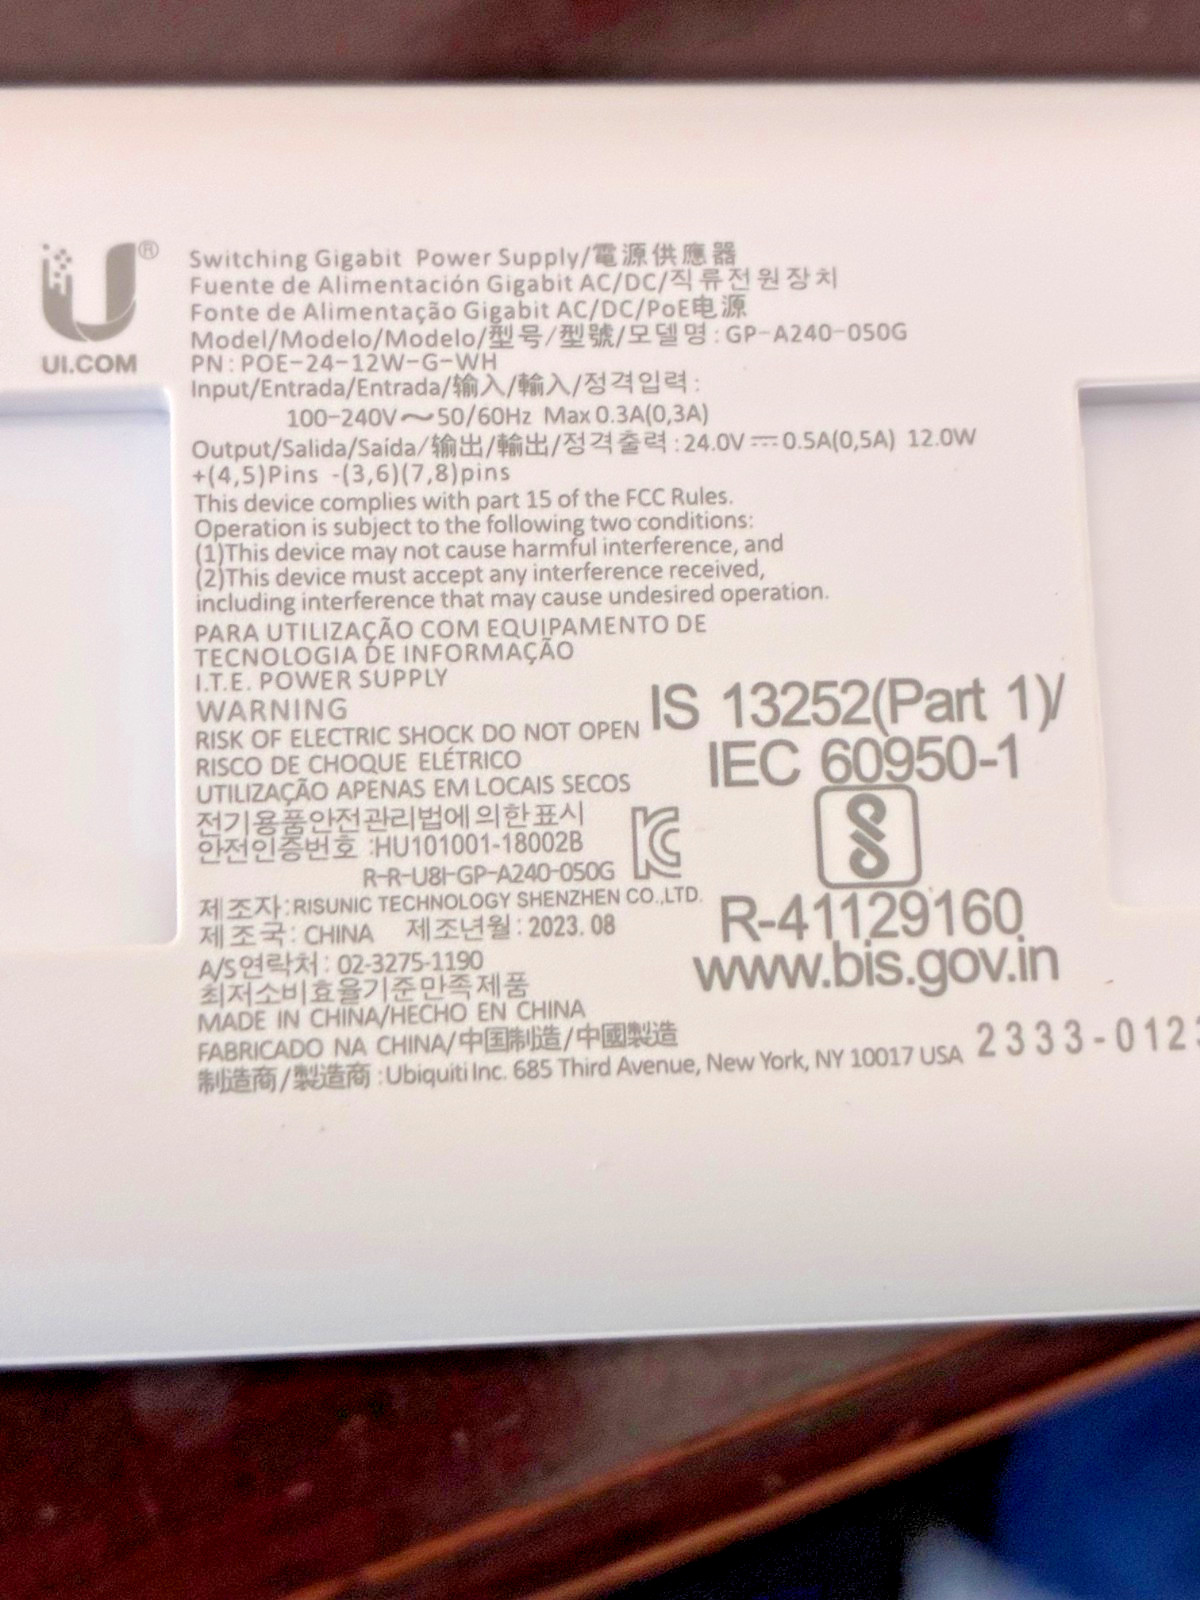 ®
UI.COM
Switching Gigabit Power Supply/電源供應器
Fuente de Alimentación Gigabit AC/DC/직류전원장치
Fonte de Alimentação Gigabit AC/DC/PoE电源
Model/Modelo/Modelo/型号/型號/모델명:GP-A240-050G
PN:POE-24-12W-G-WH
Input/Entrada/Entrada/输入/輸入/정격입력:
100-240V～50/60Hz Max 0.3A(0,3A)
Output/Salida/Saída/输出/輸出/정격출력:24.0V⎓0.5A(0,5A) 12.0W
+(4,5)Pins -(3,6)(7,8)pins
This device complies with part 15 of the FCC Rules.
Operation is subject to the following two conditions:
(1)This device may not cause harmful interference, and
(2)This device must accept any interference received,
including interference that may cause undesired operation.
PARA UTILIZAÇÃO COM EQUIPAMENTO DE
TECNOLOGIA DE INFORMAÇÃO
I.T.E. POWER SUPPLY
WARNING
RISK OF ELECTRIC SHOCK DO NOT OPEN
RISCO DE CHOQUE ELÉTRICO
UTILIZAÇÃO APENAS EM LOCAIS SECOS
전기용품안전관리법에 의한 표시
안전인증번호 :HU101001-18002B
R-R-U8I-GP-A240-050G
제조자:RISUNIC TECHNOLOGY SHENZHEN CO.,LTD.
제조국: CHINA 제조년월: 2023. 08
A/S연락처: 02-3275-1190
최저소비효율기준만족제품
MADE IN CHINA/HECHO EN CHINA
FABRICADO NA CHINA/中国制造/中國製造
制造商/製造商:Ubiquiti Inc. 685 Third Avenue, New York, NY 10017 USA
IS 13252(Part 1)/
IEC 60950-1
R-41129160
www.bis.gov.in
2333-0123